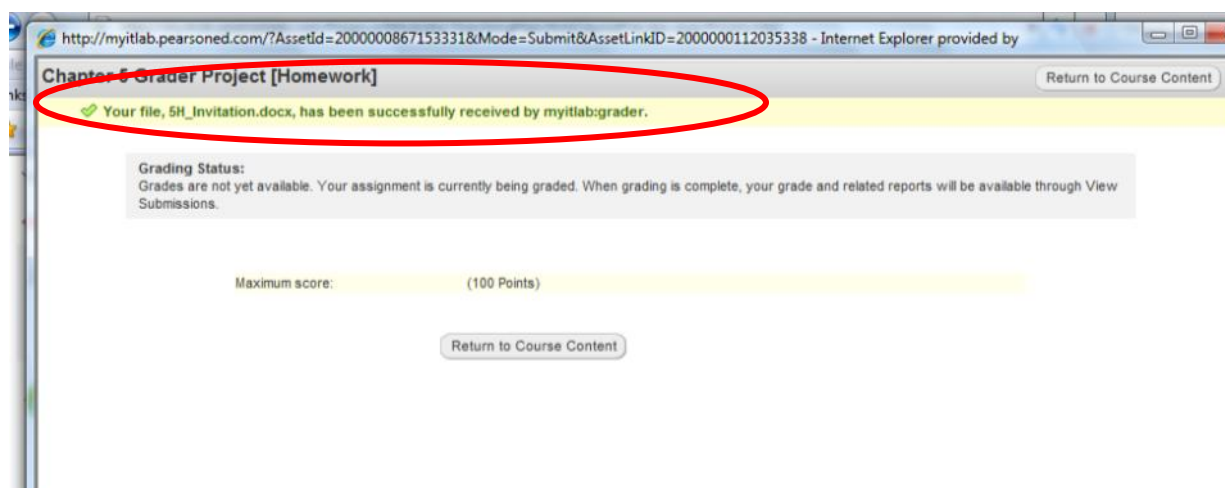 http://myitlab.pearsoned.com/?AssetId=2000000867153331&Mode=Submit&AssetLinkID=2000000112035338 - Internet Explorer provided by
Chapter 5 Grader Project [Homework]
Return to Course Content
Your file, 5H_Invitation.docx, has been successfully received by myitlab:grader.
Grading Status:
Grades are not yet available. Your assignment is currently being graded. When grading is complete, your grade and related reports will be available through View
Submissions.
Maximum score: (100 Points)
Return to Course Content